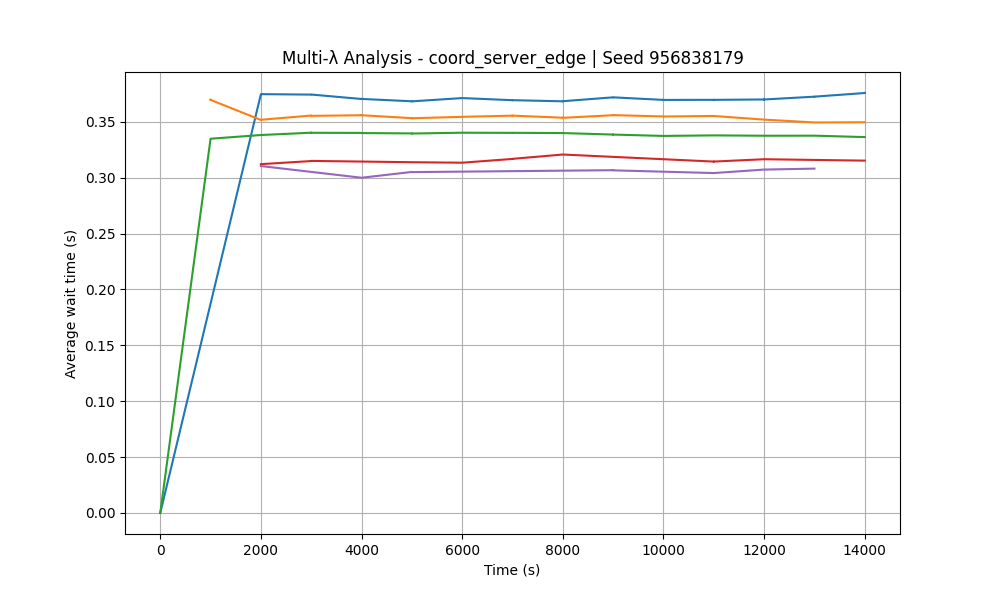 Multi-λ Analysis - coord_server_edge | Seed 956838179
Average wait time (s)
0.35
0.30
0.25
0.20
0.15
0.10
0.05
0.00
0 2000 4000 6000 8000 10000 12000 14000
Time (s)